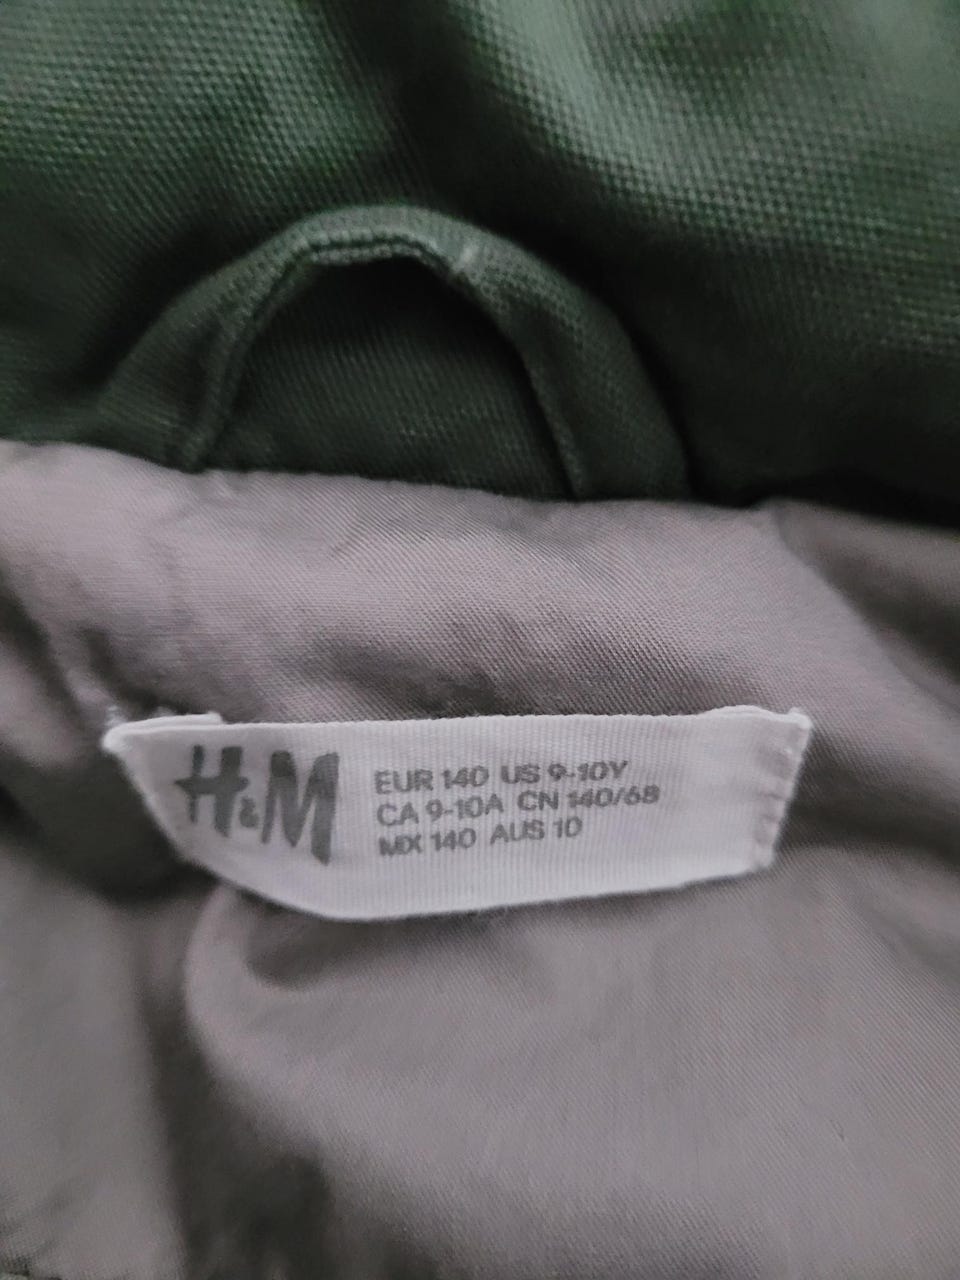 H&M
EUR 140 US 9-10Y
CA 9-10A CN 140/68
MX 140 AUS 10